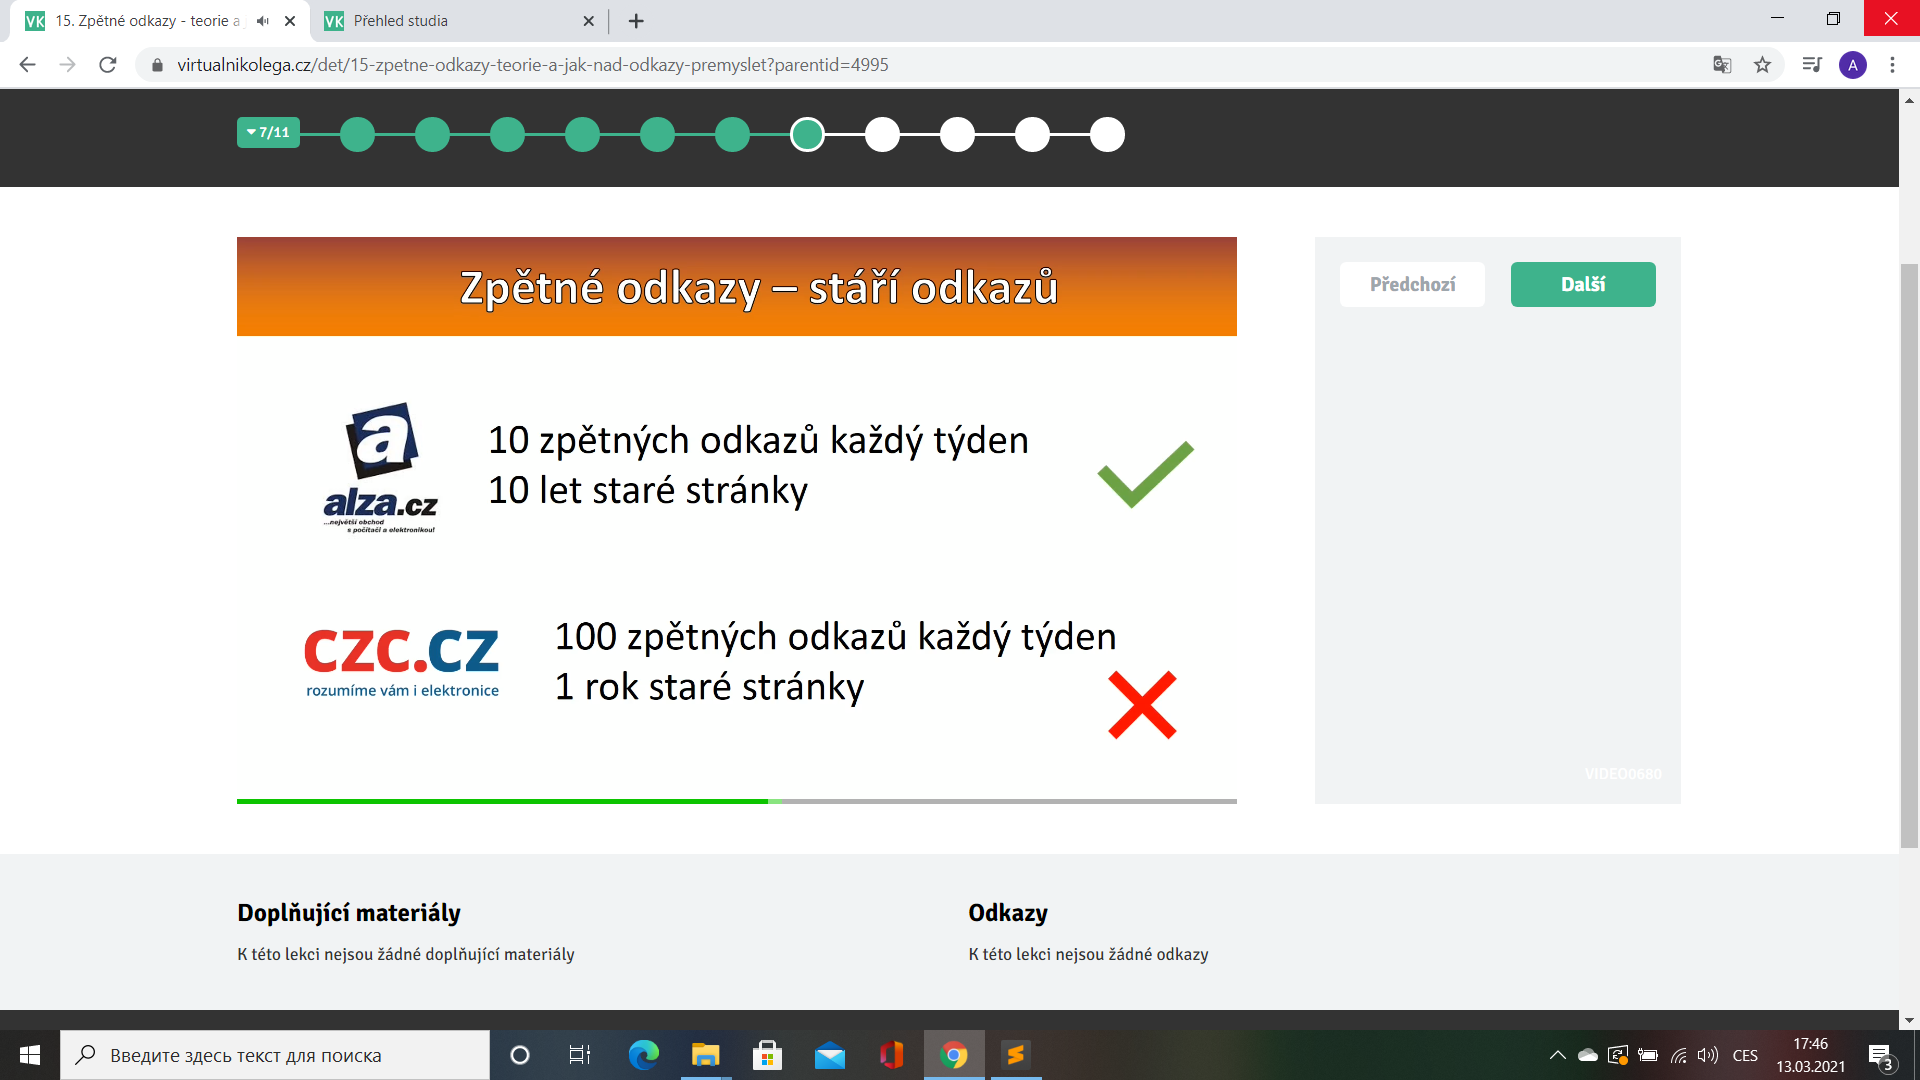 VK 15. Zpětné odkazy - teorie a
VK Přehled studia
virtualnikolega.cz/det/15-zpetne-odkazy-teorie-a-jak-nad-odkazy-premyslet?parentid=4995
A
7/11
Zpětné odkazy – stáří odkazů
Předchozí
Další
a
alza.cz
...největší obchod
s počítači a elektronikou!
10 zpětných odkazů každý týden
10 let staré stránky
czc.cz
rozumíme vám i elektronice
100 zpětných odkazů každý týden
1 rok staré stránky
VIDEO0680
Doplňující materiály
K této lekci nejsou žádné doplňující materiály
Odkazy
K této lekci nejsou žádné odkazy
Введите здесь текст для поиска
CES
17:46
13.03.2021
3